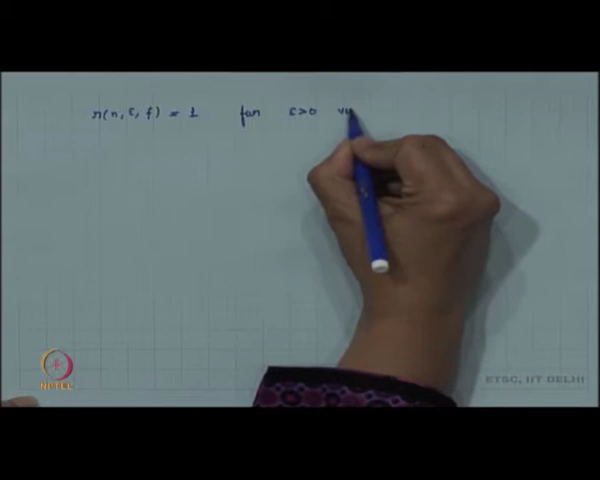 r(n, ε, f) = 1 for ε>0
NPTEL
ETSC, IIT DELHI